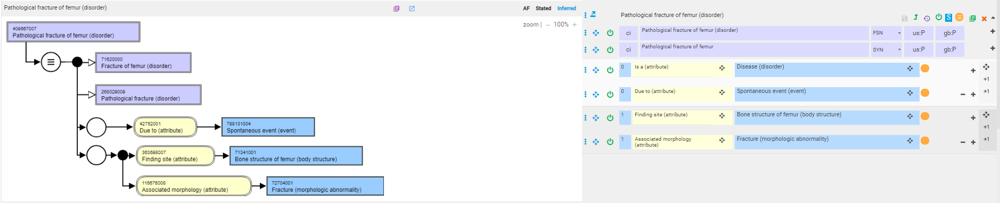 Pathological fracture of femur (disorder)
AF Stated Inferred
zoom | – 100% +
409667007
Pathological fracture of femur (disorder)
71620000
Fracture of femur (disorder)
268029009
Pathological fracture (disorder)
42752001
Due to (attribute)
788131004
Spontaneous event (event)
363698007
Finding site (attribute)
71341001
Bone structure of femur (body structure)
116676008
Associated morphology (attribute)
72704001
Fracture (morphologic abnormality)
Pathological fracture of femur (disorder)
S
ci Pathological fracture of femur (disorder) FSN us:P gb:P +
ci Pathological fracture of femur SYN us:P gb:P +
0 Is a (attribute) Disease (disorder) +
+1
0 Due to (attribute) Spontaneous event (event) – + +1
1 Finding site (attribute) Bone structure of femur (body structure) +
+1
1 Associated morphology (attribute) Fracture (morphologic abnormality) – + +1